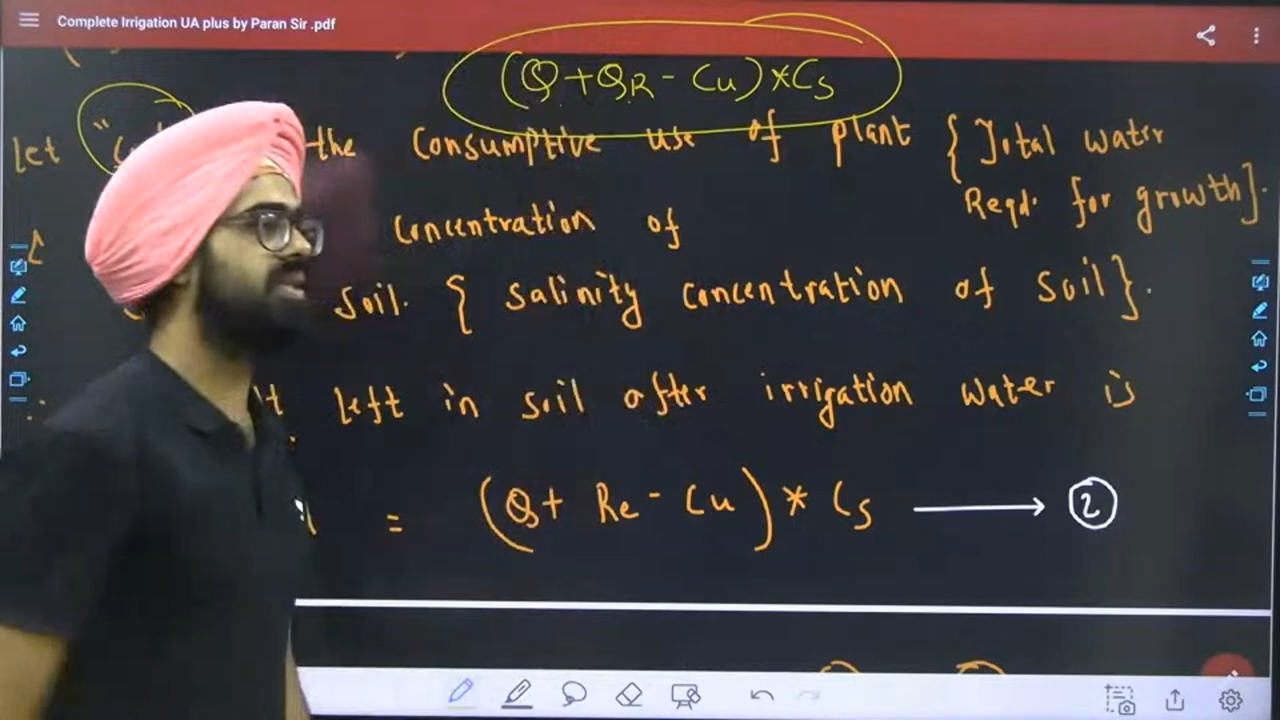 Complete Irrigation UA plus by Paran Sir .pdf
(Q + QR - Cu) * Cs
Let the Consumptive use of plant { Total water
Reqd. for growth}.
concentration of
Soil. { Salinity concentration of Soil}.
left in soil after irrigation water is
= (Q + Re - Cu) * Cs → 2